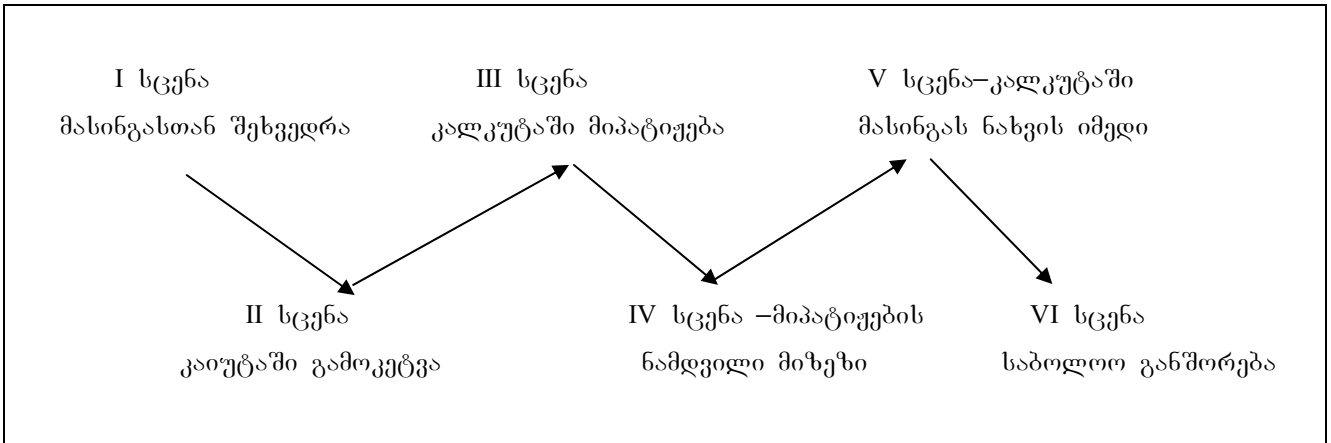 I სცენა
მასინგასთან შეხვედრა
III სცენა
კალკუტაში მიპატიჟება
V სცენა–კალკუტაში
მასინგას ნახვის იმედი
II სცენა
კაიუტაში გამოკეტვა
IV სცენა –მიპატიჟების
ნამდვილი მიზეზი
VI სცენა
საბოლოო განშორება